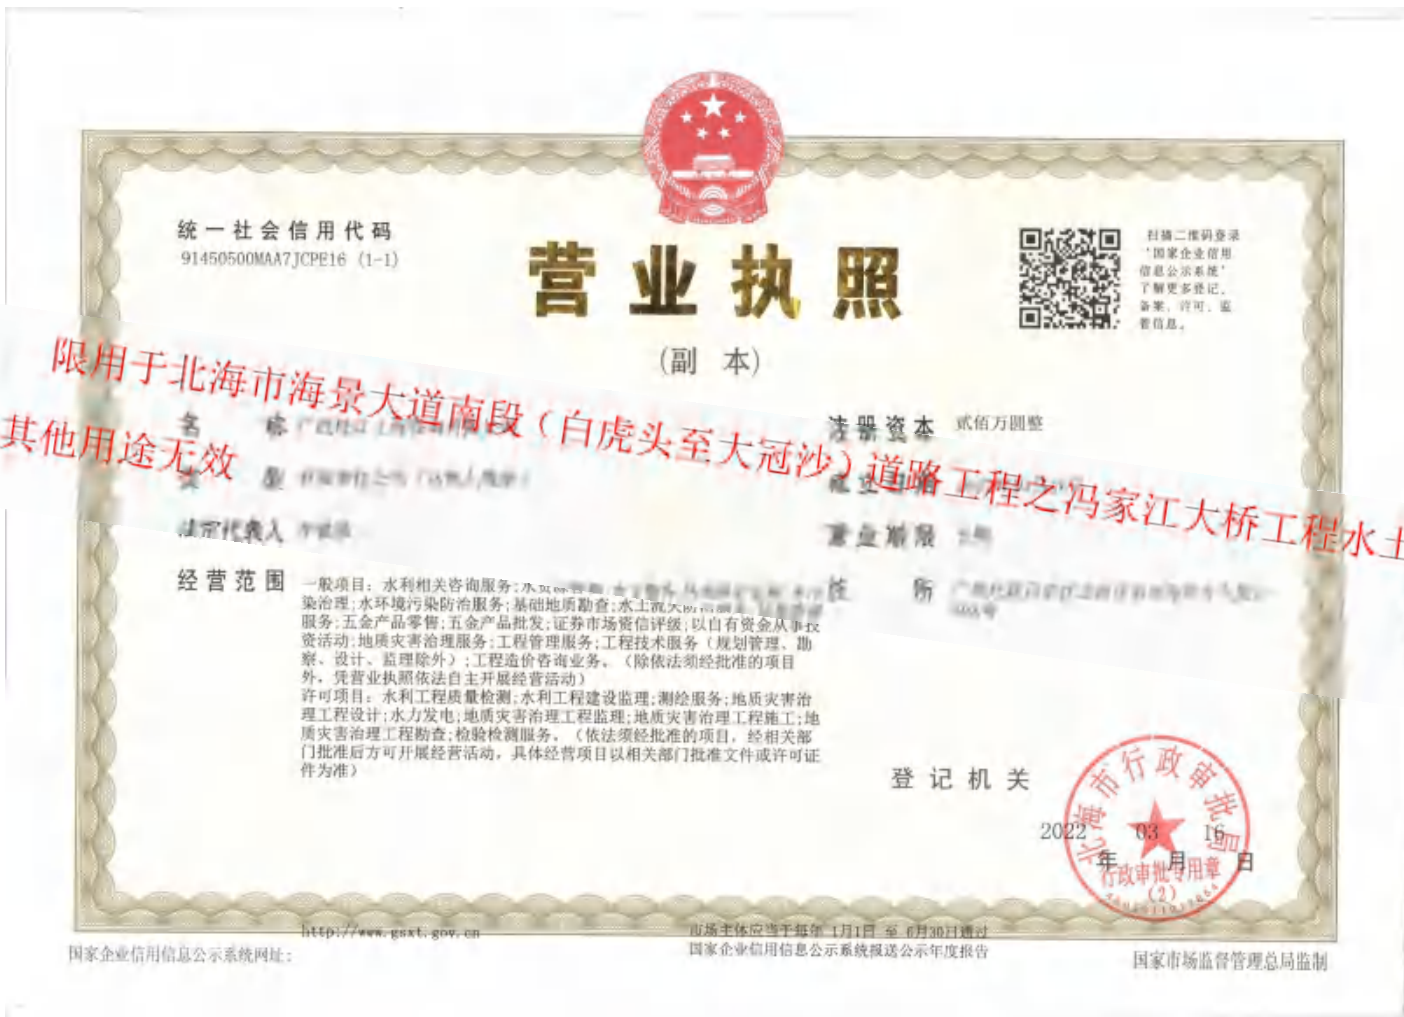 统一社会信用代码
91450500MAA7JCPE16 (1-1)
营业执照
(副 本)
扫描二维码登录
‘国家企业信用
信息公示系统’
了解更多登记、
备案、许可、监
管信息。
限用于北海市海景大道南段（白虎头至大冠沙）道路工程之冯家江大桥工程水土
其他用途无效
名 称
类 型
法定代表人
经营范围
一般项目：水利相关咨询服务;
染治理;水环境污染防治服务;基础地质勘查;水土流失防治服务;
服务;五金产品零售;五金产品批发;证券市场资信评级;以自有资金从事投
资活动;地质灾害治理服务;工程管理服务;工程技术服务（规划管理、勘
察、设计、监理除外）;工程造价咨询业务。（除依法须经批准的项目
外，凭营业执照依法自主开展经营活动）
许可项目：水利工程质量检测;水利工程建设监理;测绘服务;地质灾害治
理工程设计;水力发电;地质灾害治理工程监理;地质灾害治理工程施工;地
质灾害治理工程勘查;检验检测服务。（依法须经批准的项目，经相关部
门批准后方可开展经营活动，具体经营项目以相关部门批准文件或许可证
件为准）
注册资本 贰佰万圆整
成立日期
营业期限 长期
住 所
登记机关
北海市行政审批局
行政审批专用章
(2)
2022 年 03 月 16 日
国家企业信用信息公示系统网址：
http://www.gsxt.gov.cn
市场主体应当于每年 1月1日 至 6月30日通过
国家企业信用信息公示系统报送公示年度报告
国家市场监督管理总局监制